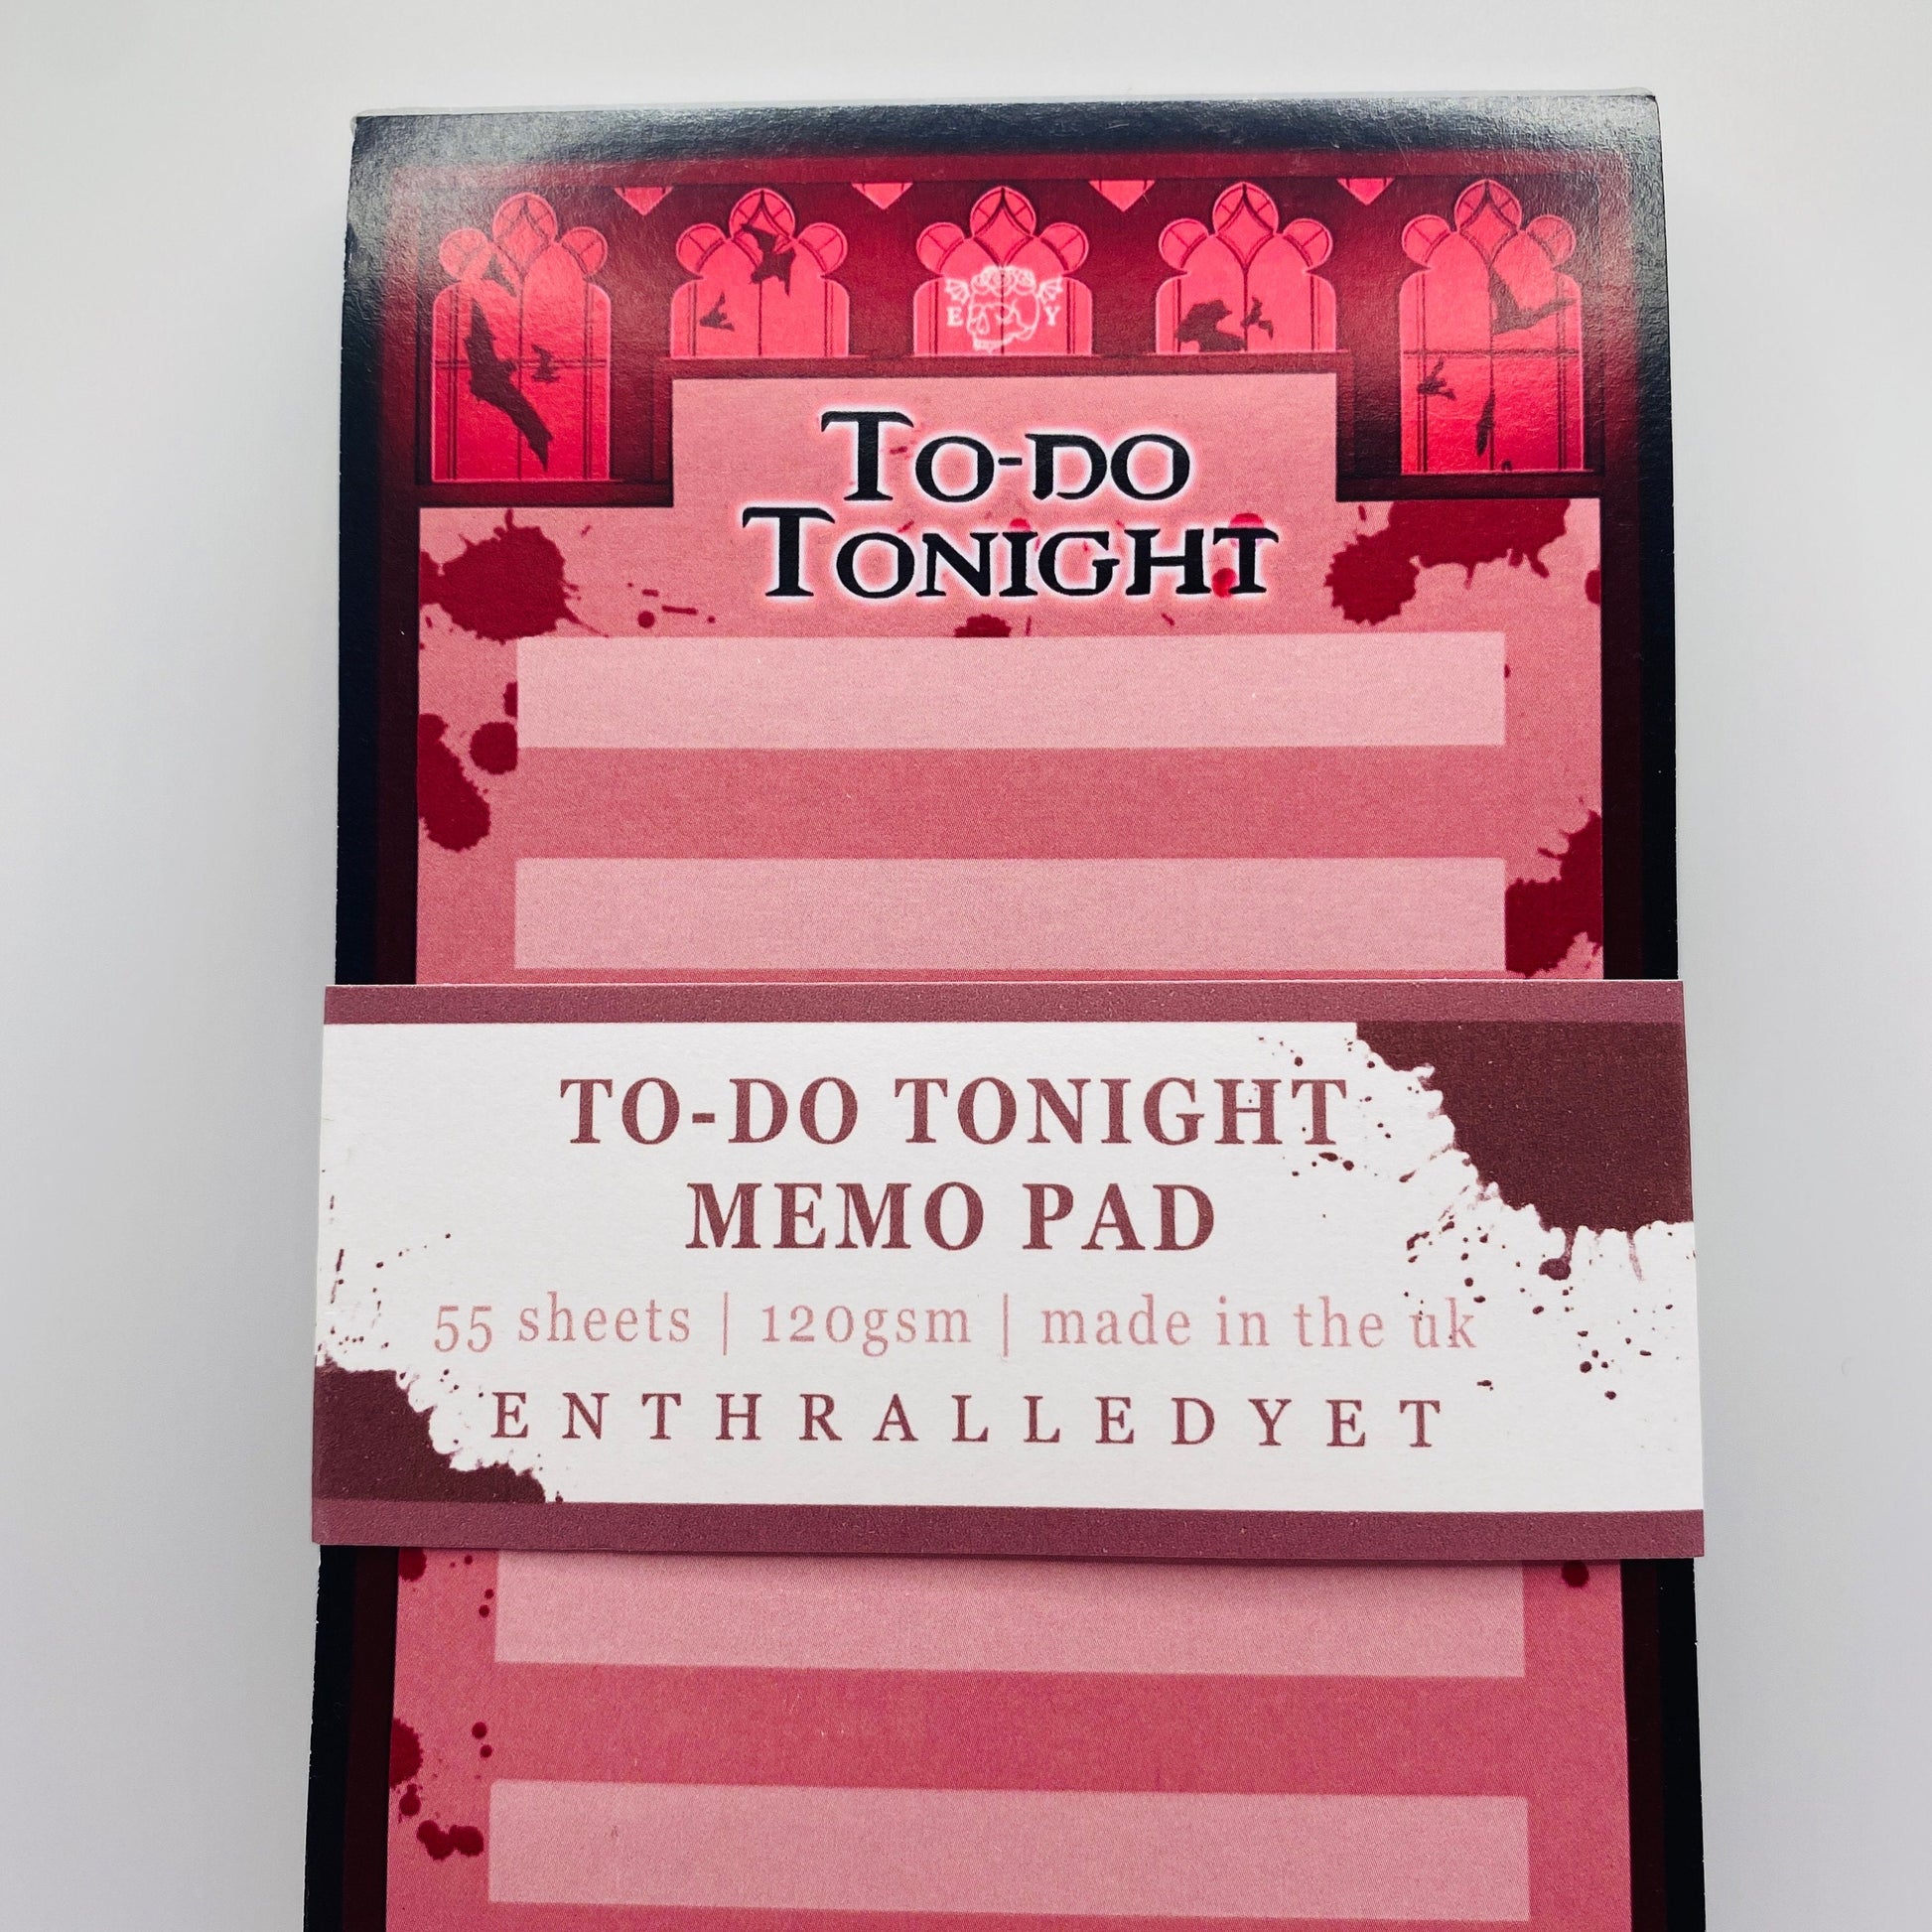 E Y
To-do
Tonight
TO-DO TONIGHT
MEMO PAD
55 sheets | 120gsm | made in the uk
ENTHRALLEDYET